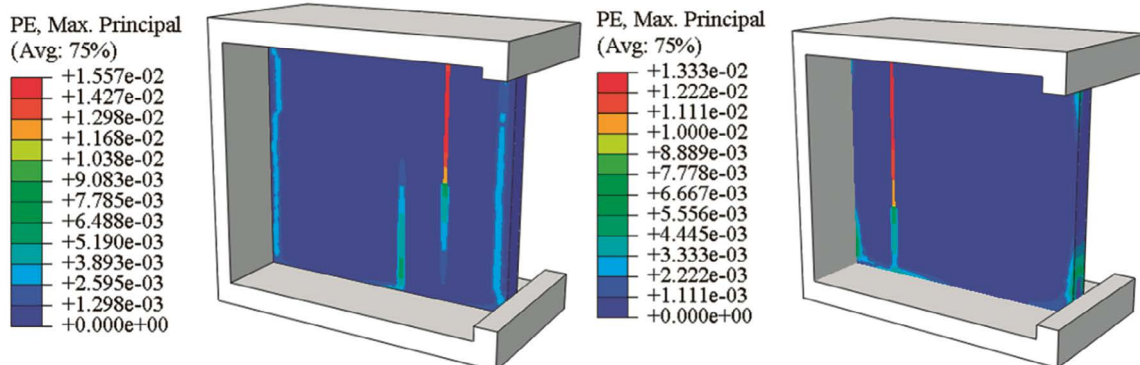 PE, Max. Principal
(Avg: 75%)
+1.557e-02
+1.427e-02
+1.298e-02
+1.168e-02
+1.038e-02
+9.083e-03
+7.785e-03
+6.488e-03
+5.190e-03
+3.893e-03
+2.595e-03
+1.298e-03
+0.000e+00
PE, Max. Principal
(Avg: 75%)
+1.333e-02
+1.222e-02
+1.111e-02
+1.000e-02
+8.889e-03
+7.778e-03
+6.667e-03
+5.556e-03
+4.445e-03
+3.333e-03
+2.222e-03
+1.111e-03
+0.000e+00